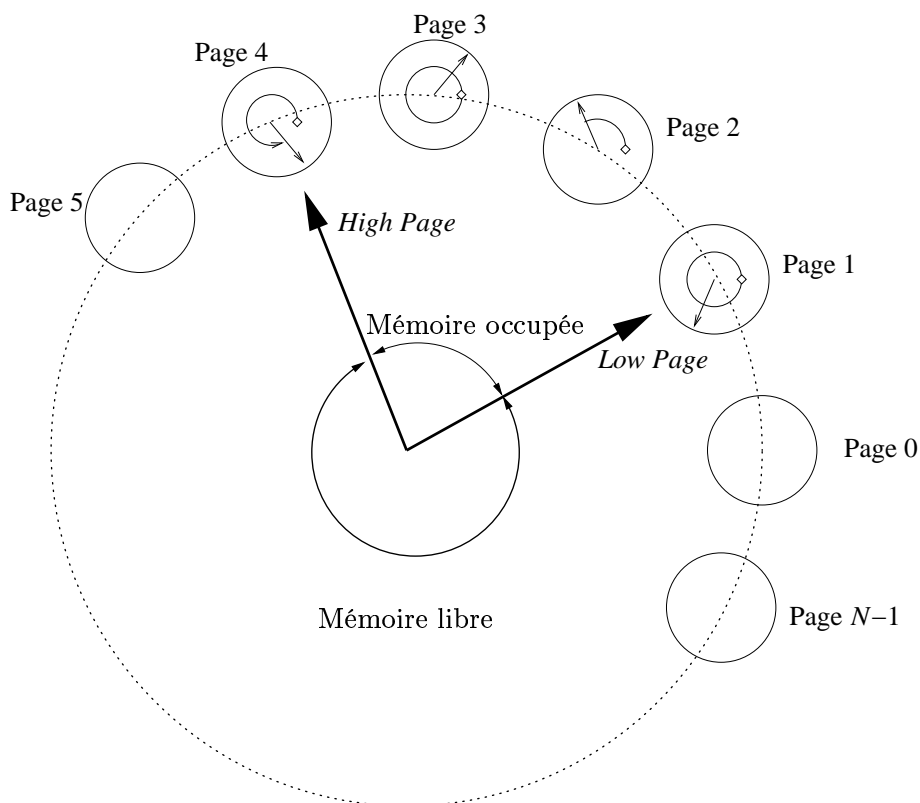 Page 3
Page 4
Page 2
Page 5
High Page
Page 1
Mémoire occupée
Low Page
Page 0
Mémoire libre
Page N–1